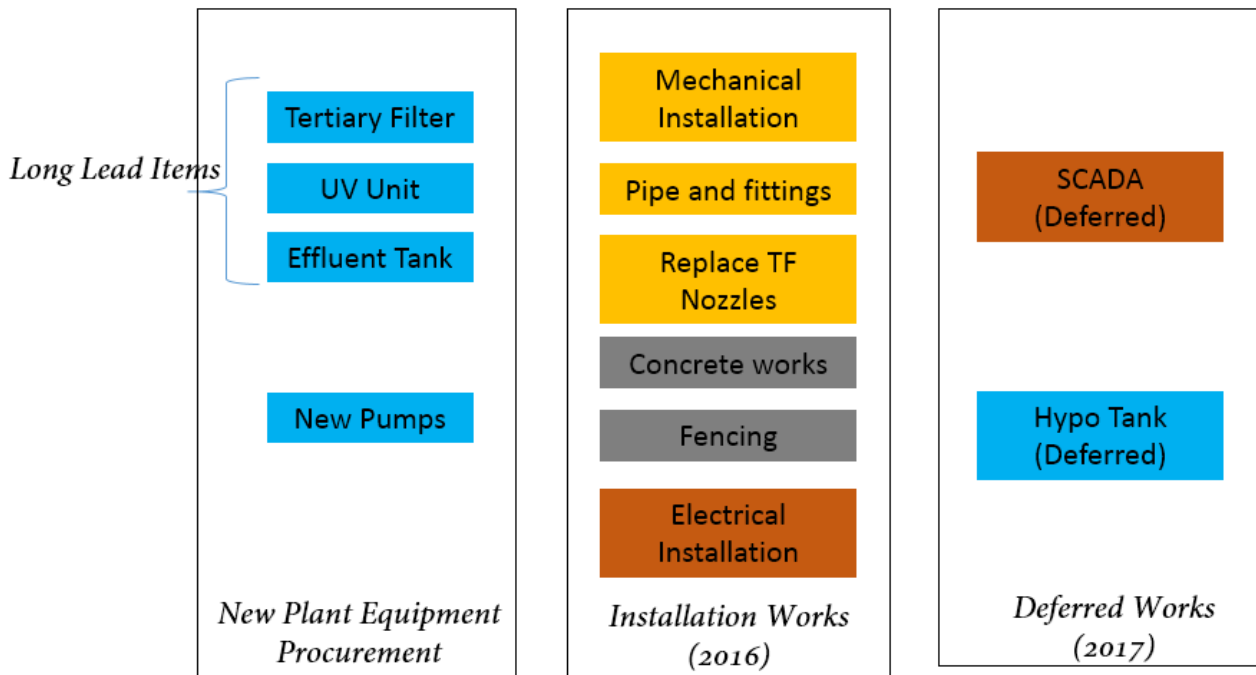 Long Lead Items
Tertiary Filter
UV Unit
Effluent Tank
New Pumps
New Plant Equipment
Procurement
Mechanical
Installation
Pipe and fittings
Replace TF
Nozzles
Concrete works
Fencing
Electrical
Installation
Installation Works
(2016)
SCADA
(Deferred)
Hypo Tank
(Deferred)
Deferred Works
(2017)